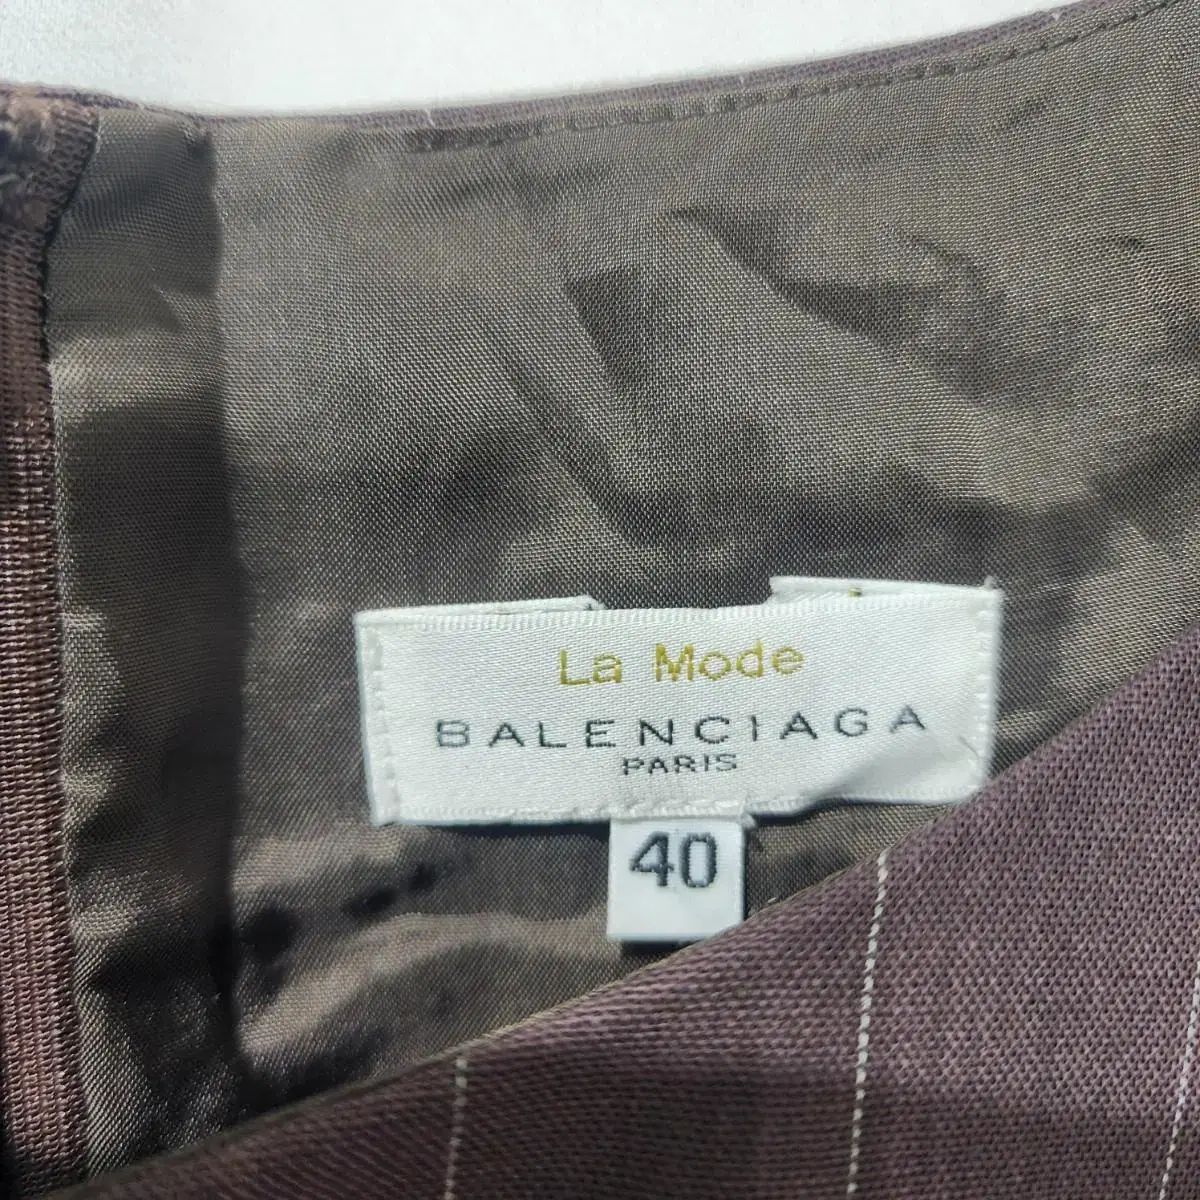 La Mode
BALENCIAGA
PARIS
40